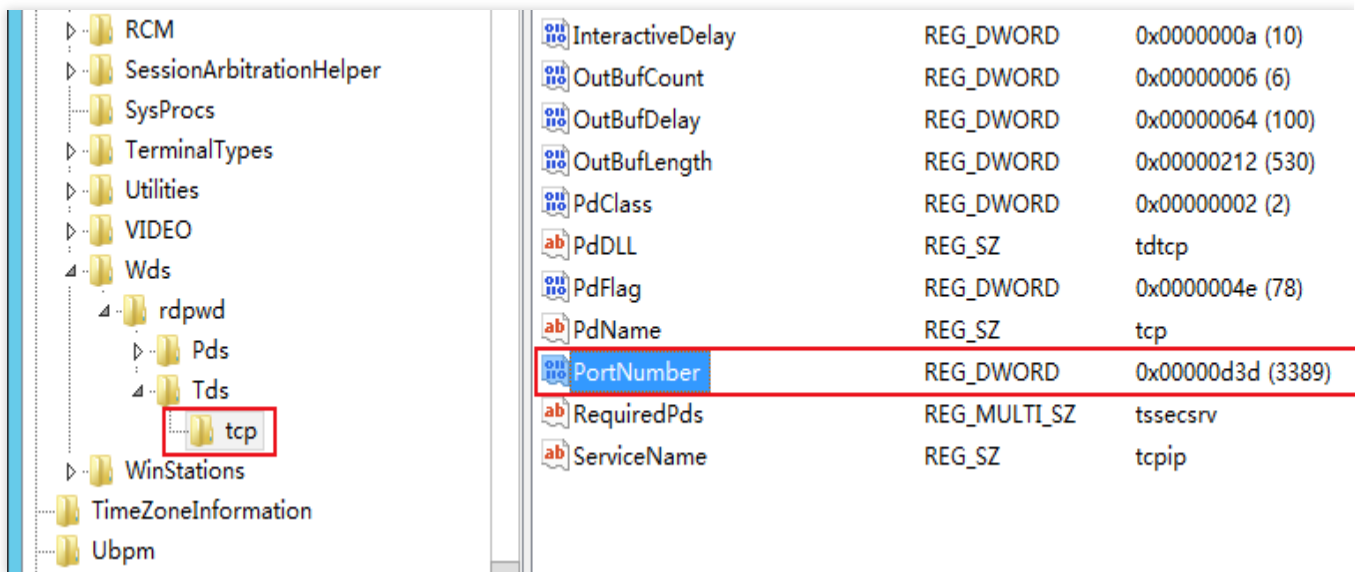 RCM
SessionArbitrationHelper
SysProcs
TerminalTypes
Utilities
VIDEO
Wds
rdpwd
Pds
Tds
tcp
WinStations
TimeZoneInformation
Ubpm
InteractiveDelay REG_DWORD 0x0000000a (10)
OutBufCount REG_DWORD 0x00000006 (6)
OutBufDelay REG_DWORD 0x00000064 (100)
OutBufLength REG_DWORD 0x00000212 (530)
PdClass REG_DWORD 0x00000002 (2)
PdDLL REG_SZ tdtcp
PdFlag REG_DWORD 0x0000004e (78)
PdName REG_SZ tcp
PortNumber REG_DWORD 0x00000d3d (3389)
RequiredPds REG_MULTI_SZ tssecsrv
ServiceName REG_SZ tcpip